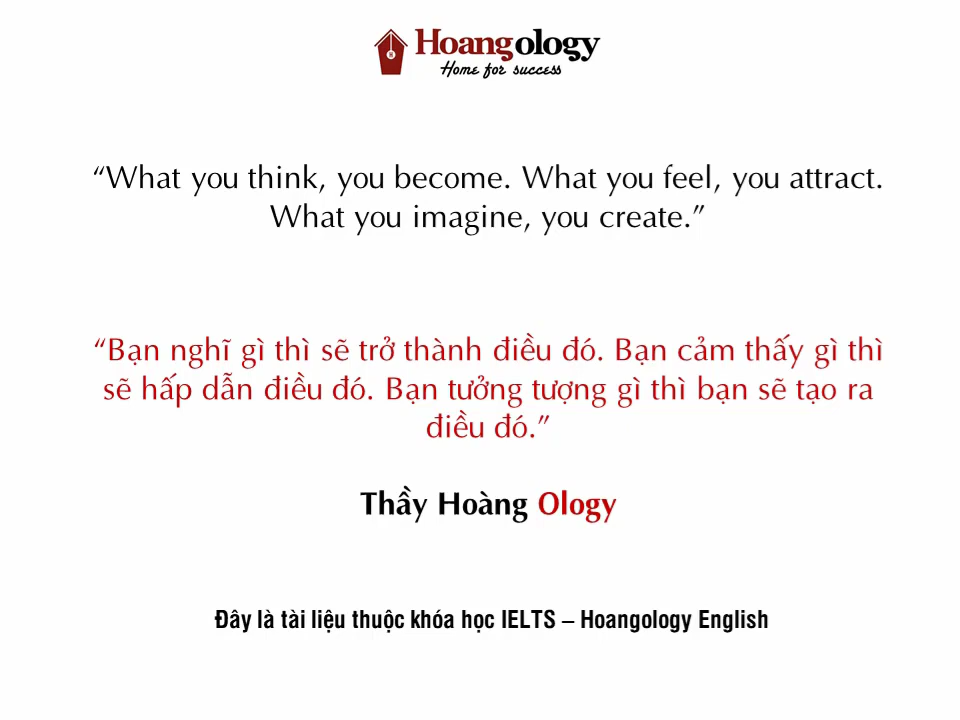 Hoangology
Home for success
“What you think, you become. What you feel, you attract.
What you imagine, you create.”
“Bạn nghĩ gì thì sẽ trở thành điều đó. Bạn cảm thấy gì thì
sẽ hấp dẫn điều đó. Bạn tưởng tượng gì thì bạn sẽ tạo ra
điều đó.”
Thầy Hoàng Ology
Đây là tài liệu thuộc khóa học IELTS – Hoangology English